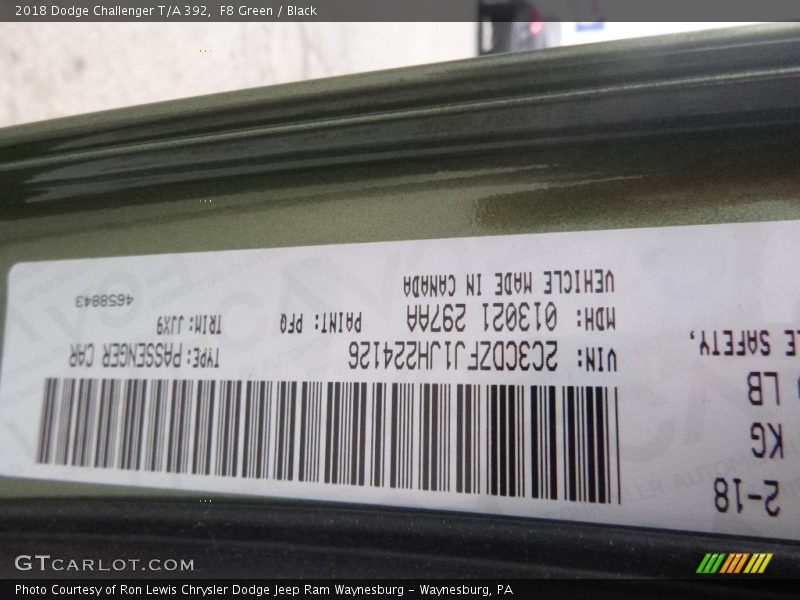 2018 Dodge Challenger T/A 392,  F8 Green / Black
E SAFETY.
LB
KG
2-18
VEHICLE MADE IN CANADA
MDH: 013021 297AA
PAINT: PFQ
TRIM: JJX9
4658843
VIN: 2C3CDZFJ1JH224126
TYPE: PASSENGER CAR
GTCARLOT.COM
Photo Courtesy of Ron Lewis Chrysler Dodge Jeep Ram Waynesburg - Waynesburg, PA